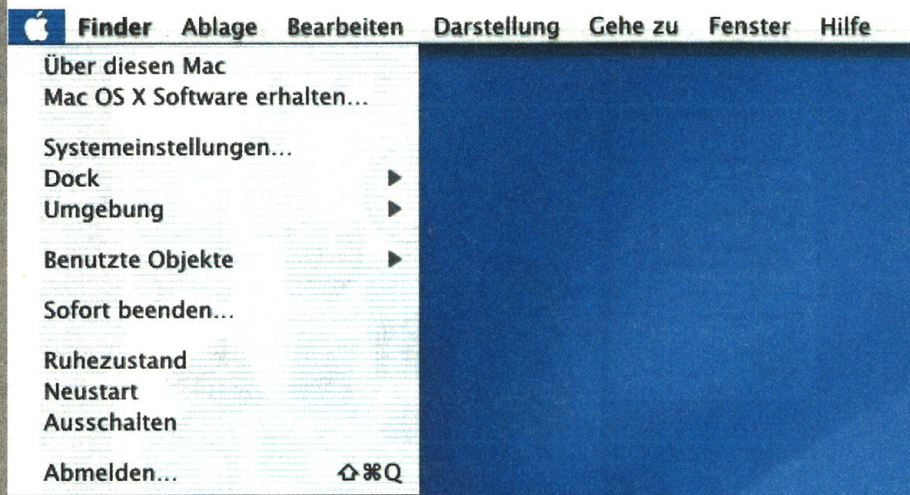 Finder Ablage Bearbeiten Darstellung Gehe zu Fenster Hilfe
Über diesen Mac
Mac OS X Software erhalten...
Systemeinstellungen...
Dock
Umgebung
Benutzte Objekte
Sofort beenden...
Ruhezustand
Neustart
Ausschalten
Abmelden... ⇧⌘Q